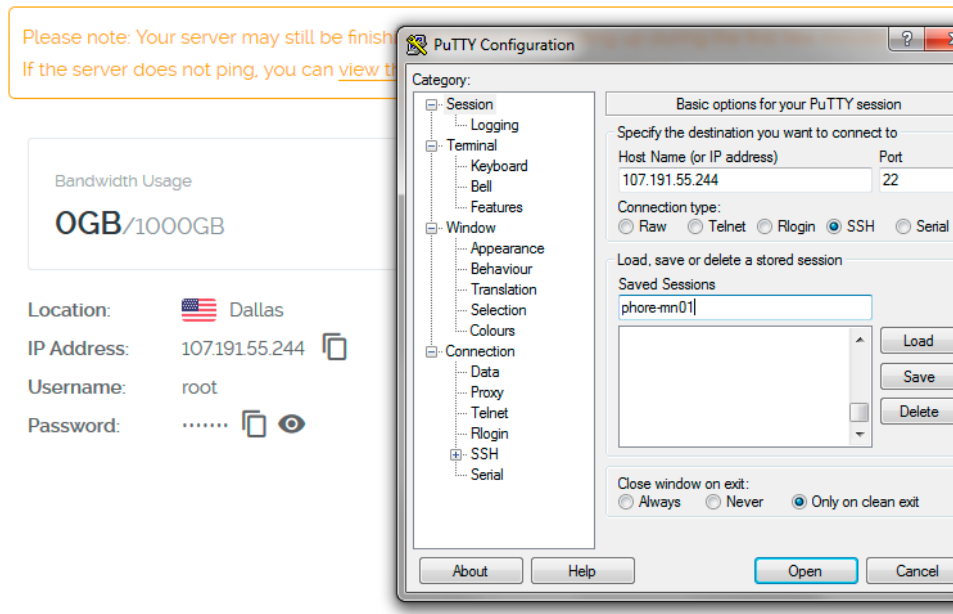 Please note: Your server may still be finish
If the server does not ping, you can view th
Bandwidth Usage
0GB/1000GB
Location: Dallas
IP Address: 107.191.55.244
Username: root
Password: •••••••
PuTTY Configuration
?
Category:
Session
Logging
Terminal
Keyboard
Bell
Features
Window
Appearance
Behaviour
Translation
Selection
Colours
Connection
Data
Proxy
Telnet
Rlogin
SSH
Serial
Basic options for your PuTTY session
Specify the destination you want to connect to
Host Name (or IP address) Port
107.191.55.244 22
Connection type:
Raw Telnet Rlogin SSH Serial
Load, save or delete a stored session
Saved Sessions
phore-mn01
Load
Save
Delete
Close window on exit:
Always Never Only on clean exit
About Help Open Cancel